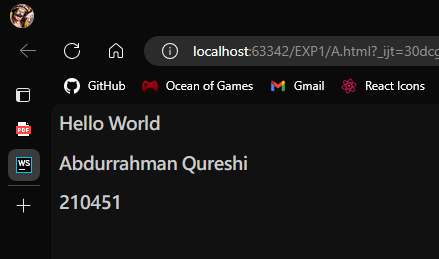 localhost:63342/EXP1/A.html?_ijt=30dcg
GitHub Ocean of Games Gmail React Icons
PDF
WS
Hello World
Abdurrahman Qureshi
210451